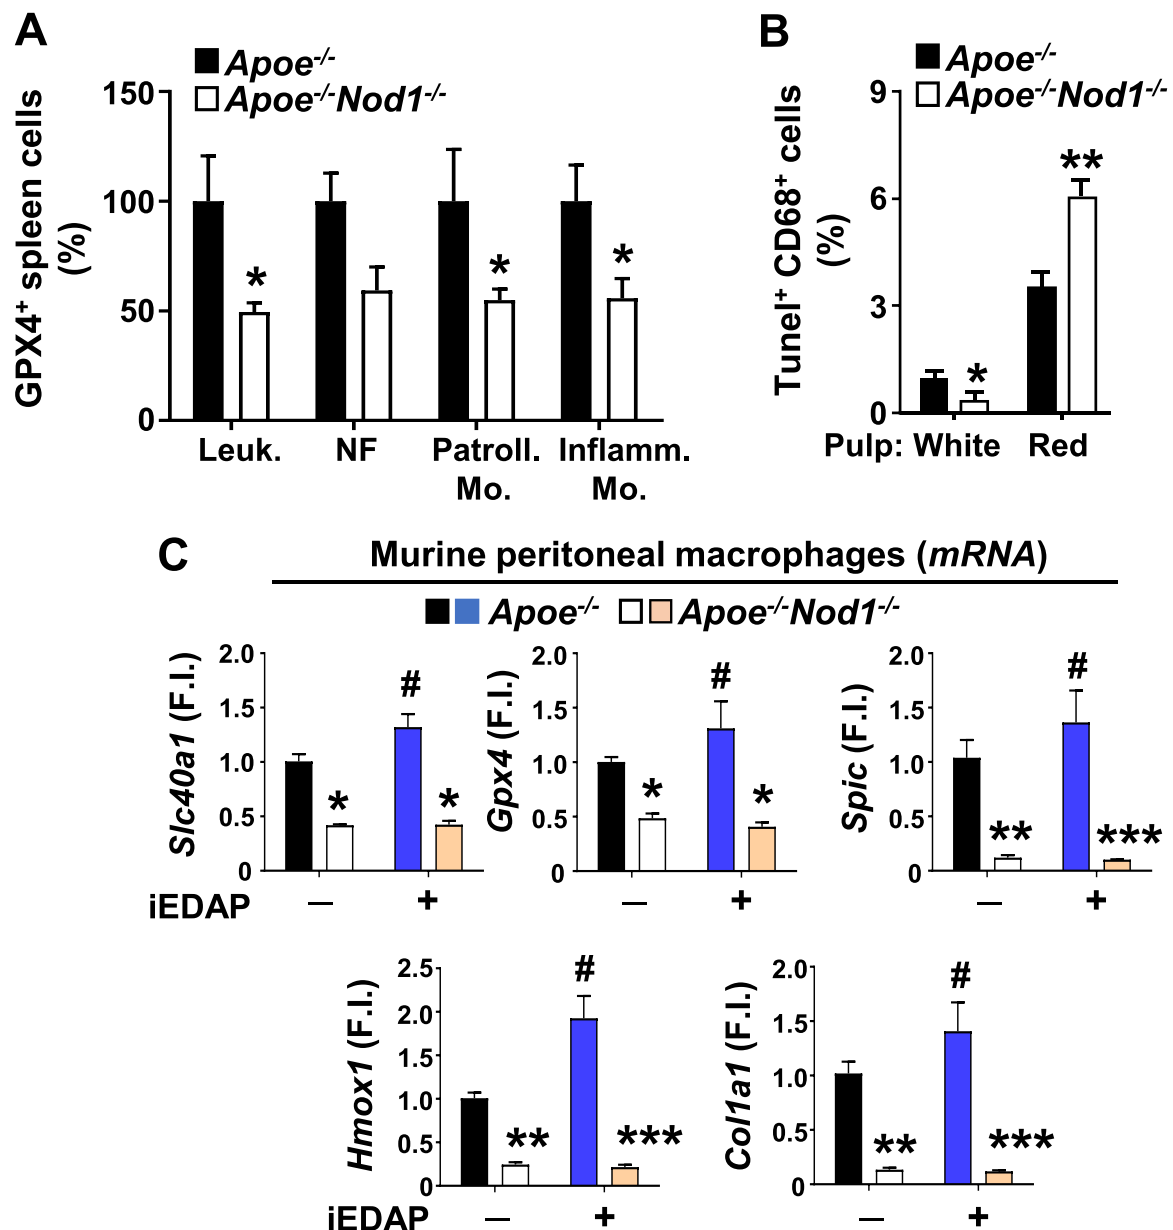 A
Apoe-/-
Apoe-/-Nod1-/-
GPX4+ spleen cells
(%)
150
100
50
0
*
*
*
Leuk.
NF
Patroll.
Mo.
Inflamm.
Mo.
B
Apoe-/-
Apoe-/-Nod1-/-
Tunel+ CD68+ cells
(%)
9
6
3
0
*
**
Pulp: White Red
C
Murine peritoneal macrophages (mRNA)
Apoe-/- Apoe-/-Nod1-/-
Slc40a1 (F.I.)
2.0
1.5
1.0
0.5
0
*
#
*
Gpx4 (F.I.)
2.0
1.5
1.0
0.5
0
*
#
*
Spic (F.I.)
2.0
1.5
1.0
0.5
0
**
#
***
iEDAP — + — + — +
Hmox1 (F.I.)
2.5
2.0
1.5
1.0
0.5
0
**
#
***
Col1a1 (F.I.)
2.0
1.5
1.0
0.5
0
**
#
***
iEDAP — + — +